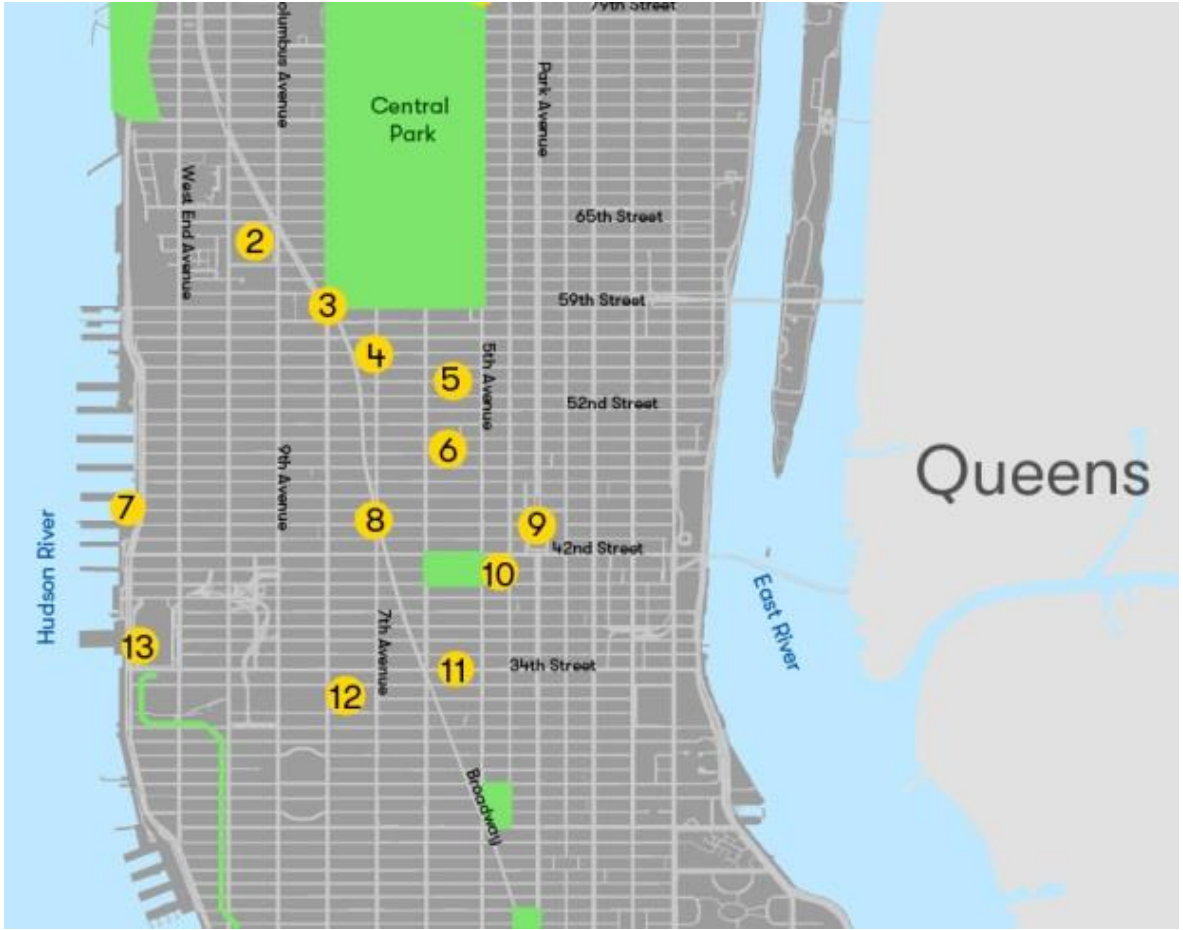 79th Street
olumbus Avenue
Central
Park
Park Avenue
West End Avenue
65th Street
2
59th Street
3
4
5th Avenue
5
52nd Street
6
9th Avenue
Queens
7
8
9
42nd Street
Hudson River
10
East River
7th Avenue
13
11
34th Street
12
Broadway